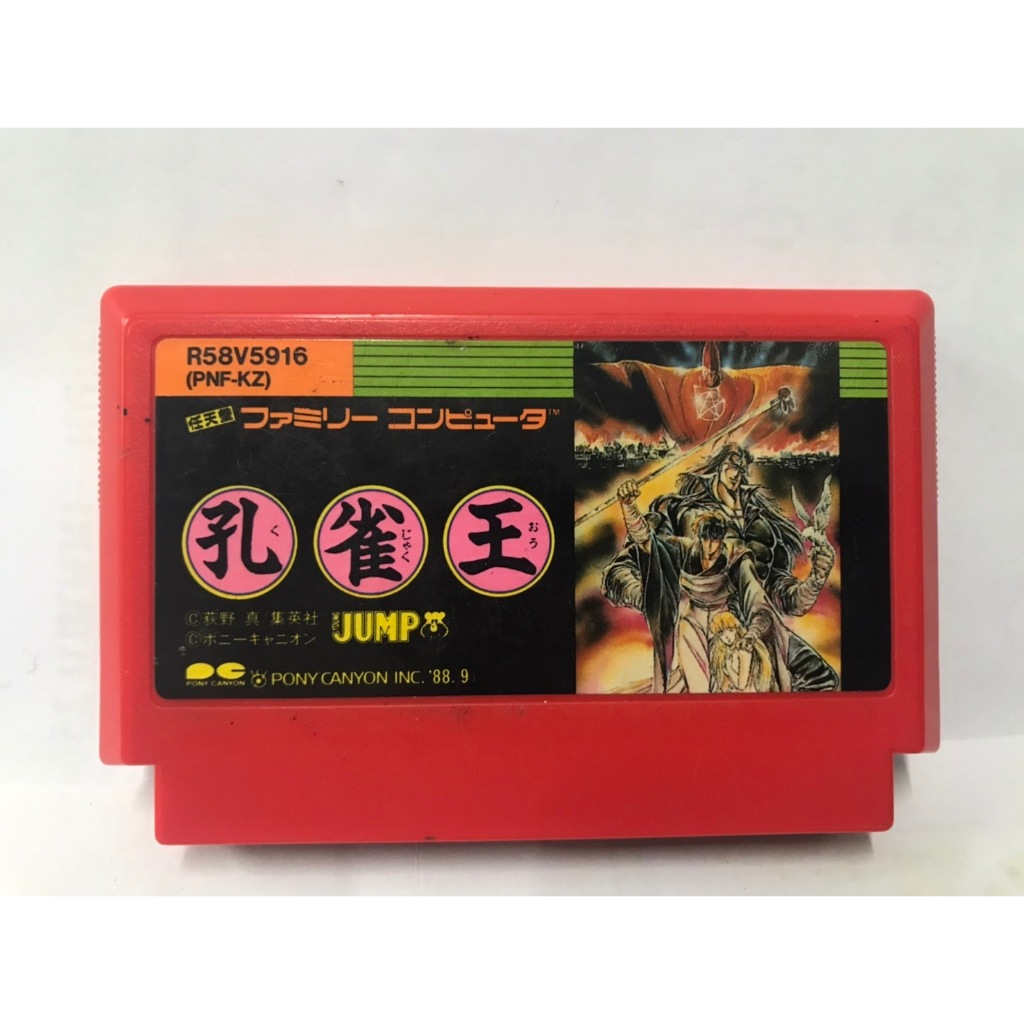 R58V5916
(PNF-KZ)
任天堂 ファミリー コンピュータ™
孔く 雀じゃく 王おう
©荻野 真 集英社
©ポニーキャニオン
JUMP
PONY CANYON
PONY CANYON INC. '88. 9